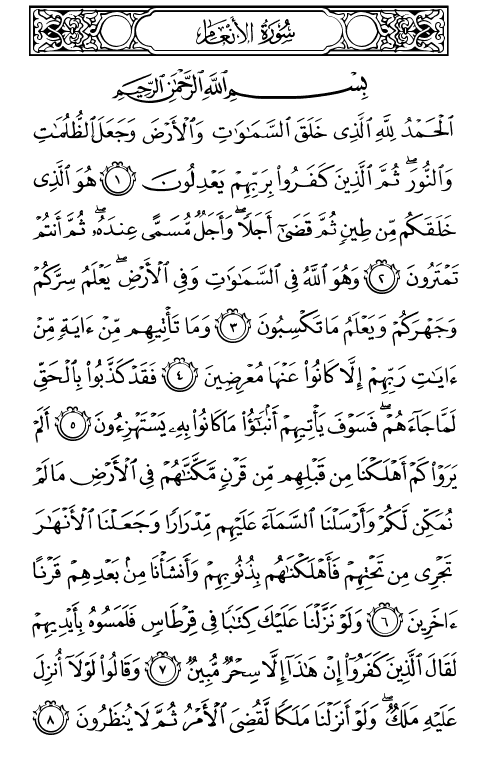 سُورَةُ الأَنْعَامِ
بِسْمِ اللَّهِ الرَّحْمَٰنِ الرَّحِيمِ
ٱلْحَمْدُ لِلَّهِ ٱلَّذِى خَلَقَ ٱلسَّمَٰوَٰتِ وَٱلْأَرْضَ وَجَعَلَ ٱلظُّلُمَٰتِ
وَٱلنُّورَ ۖ ثُمَّ ٱلَّذِينَ كَفَرُوا۟ بِرَبِّهِمْ يَعْدِلُونَ ١ هُوَ ٱلَّذِى
خَلَقَكُم مِّن طِينٍ ثُمَّ قَضَىٰٓ أَجَلًا ۖ وَأَجَلٌ مُّسَمًّى عِندَهُۥ ۖ ثُمَّ أَنتُمْ
تَمْتَرُونَ ٢ وَهُوَ ٱللَّهُ فِى ٱلسَّمَٰوَٰتِ وَفِى ٱلْأَرْضِ ۖ يَعْلَمُ سِرَّكُمْ
وَجَهْرَكُمْ وَيَعْلَمُ مَا تَكْسِبُونَ ٣ وَمَا تَأْتِيهِم مِّنْ ءَايَةٍ مِّنْ
ءَايَٰتِ رَبِّهِمْ إِلَّا كَانُوا۟ عَنْهَا مُعْرِضِينَ ٤ فَقَدْ كَذَّبُوا۟ بِٱلْحَقِّ
لَمَّا جَآءَهُمْ ۖ فَسَوْفَ يَأْتِيهِمْ أَنۢبَٰٓؤُا۟ مَا كَانُوا۟ بِهِۦ يَسْتَهْزِءُونَ ٥ أَلَمْ
يَرَوْا۟ كَمْ أَهْلَكْنَا مِن قَبْلِهِم مِّن قَرْنٍ مَّكَّنَّٰهُمْ فِى ٱلْأَرْضِ مَا لَمْ
نُمَكِّن لَّكُمْ وَأَرْسَلْنَا ٱلسَّمَآءَ عَلَيْهِم مِّدْرَارًا وَجَعَلْنَا ٱلْأَنْهَٰرَ
تَجْرِى مِن تَحْتِهِمْ فَأَهْلَكْنَٰهُم بِذُنُوبِهِمْ وَأَنشَأْنَا مِنۢ بَعْدِهِمْ قَرْنًا
ءَاخَرِينَ ٦ وَلَوْ نَزَّلْنَا عَلَيْكَ كِتَٰبًا فِى قِرْطَاسٍ فَلَمَسُوهُ بِأَيْدِيهِمْ
لَقَالَ ٱلَّذِينَ كَفَرُوٓا۟ إِنْ هَٰذَآ إِلَّا سِحْرٌ مُّبِينٌ ٧ وَقَالُوا۟ لَوْلَآ أُنزِلَ
عَلَيْهِ مَلَكٌ ۖ وَلَوْ أَنزَلْنَا مَلَكًا لَّقُضِىَ ٱلْأَمْرُ ثُمَّ لَا يُنظَرُونَ ٨